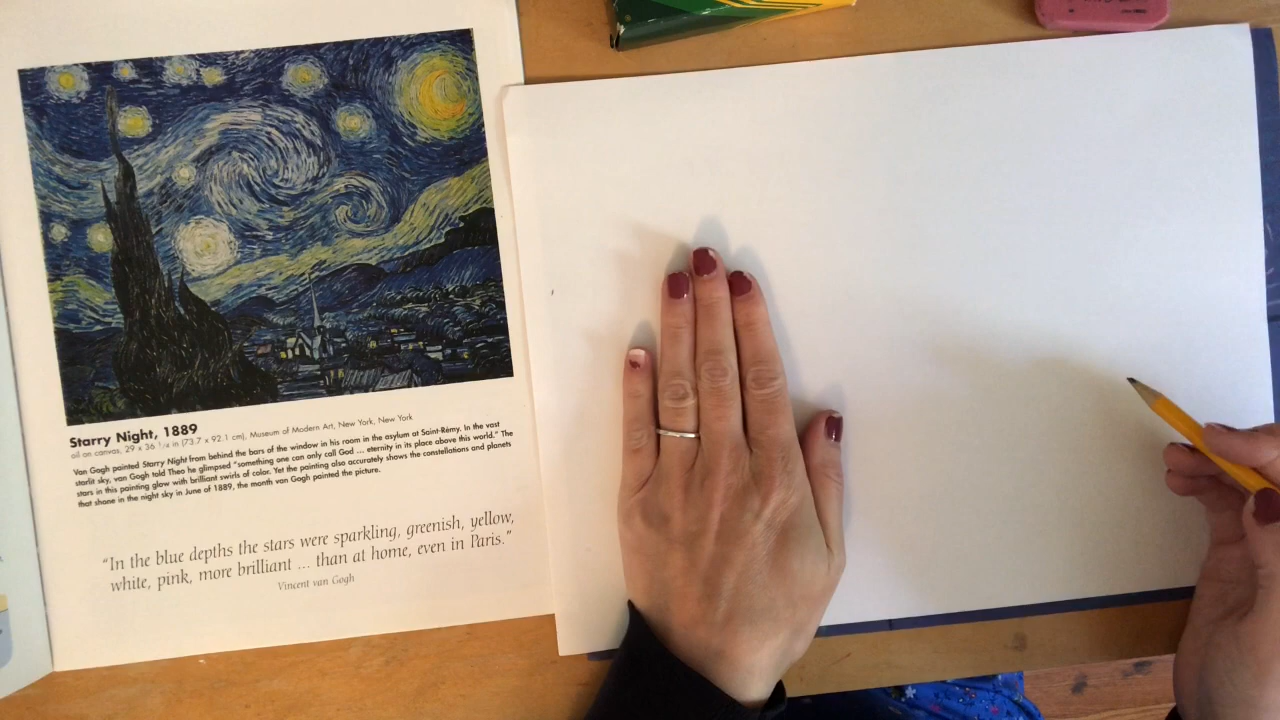 Starry Night, 1889
oil on canvas, 29 x 36 1/4 in (73.7 x 92.1 cm), Museum of Modern Art, New York, New York
Van Gogh painted Starry Night from behind the bars of the window in his room in the asylum at Saint-Rémy. In the vast
starlit sky, van Gogh told Theo he glimpsed "something one can only call God ... eternity in its place above this world." The
stars in this painting glow with brilliant swirls of color. Yet the painting also accurately shows the constellations and planets
that shone in the night sky in June of 1889, the month van Gogh painted the picture.
"In the blue depths the stars were sparkling, greenish, yellow,
white, pink, more brilliant ... than at home, even in Paris."
Vincent van Gogh